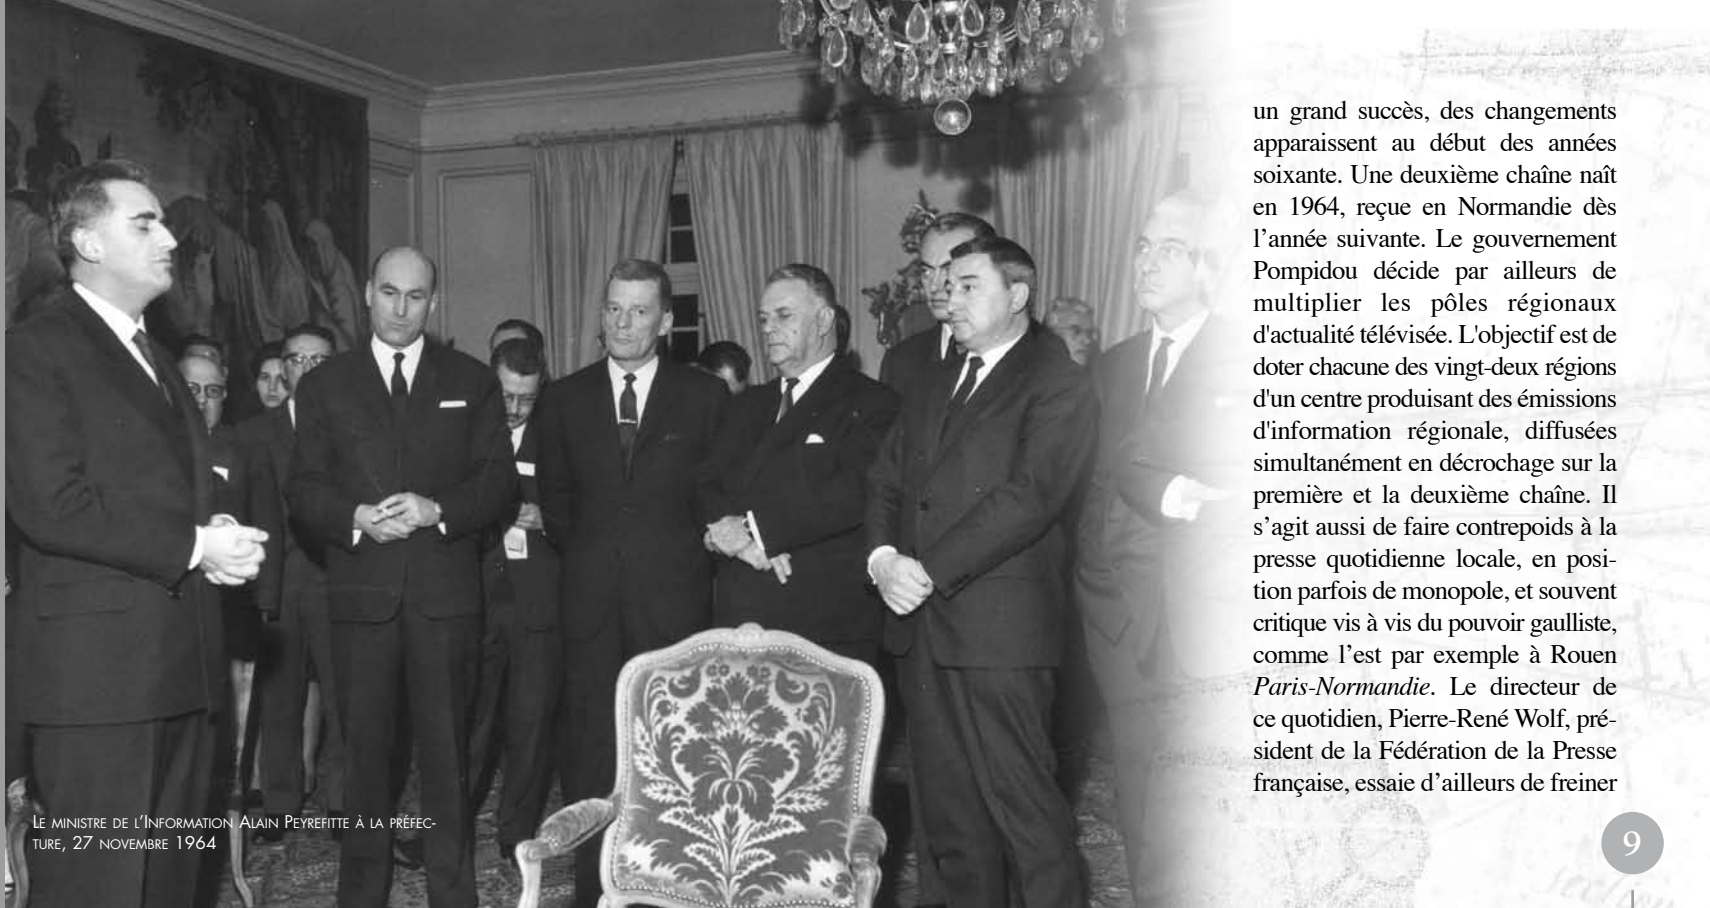 un grand succès, des changements
apparaissent au début des années
soixante. Une deuxième chaîne naît
en 1964, reçue en Normandie dès
l’année suivante. Le gouvernement
Pompidou décide par ailleurs de
multiplier les pôles régionaux
d'actualité télévisée. L'objectif est de
doter chacune des vingt-deux régions
d'un centre produisant des émissions
d'information régionale, diffusées
simultanément en décrochage sur la
première et la deuxième chaîne. Il
s’agit aussi de faire contrepoids à la
presse quotidienne locale, en posi-
tion parfois de monopole, et souvent
critique vis à vis du pouvoir gaulliste,
comme l’est par exemple à Rouen
Paris-Normandie. Le directeur de
ce quotidien, Pierre-René Wolf, pré-
sident de la Fédération de la Presse
française, essaie d’ailleurs de freiner
Le ministre de l’Information Alain Peyrefitte à la préfec-
ture, 27 novembre 1964
9